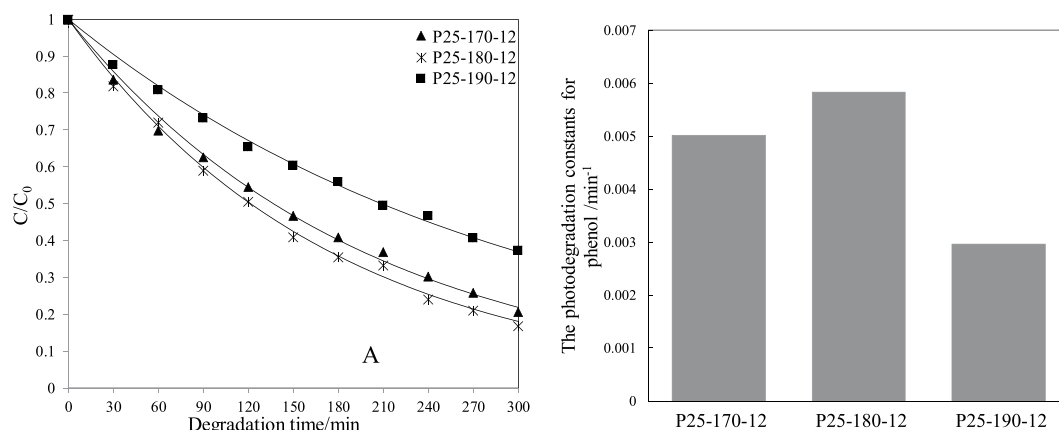 1
0.9
0.8
0.7
0.6
0.5
0.4
0.3
0.2
0.1
0
C/C0
P25-170-12
P25-180-12
P25-190-12
A
0 30 60 90 120 150 180 210 240 270 300
Degradation time/min
0.007
0.006
0.005
0.004
0.003
0.002
0.001
0
The photodegradation constants for
phenol /min-1
P25-170-12 P25-180-12 P25-190-12